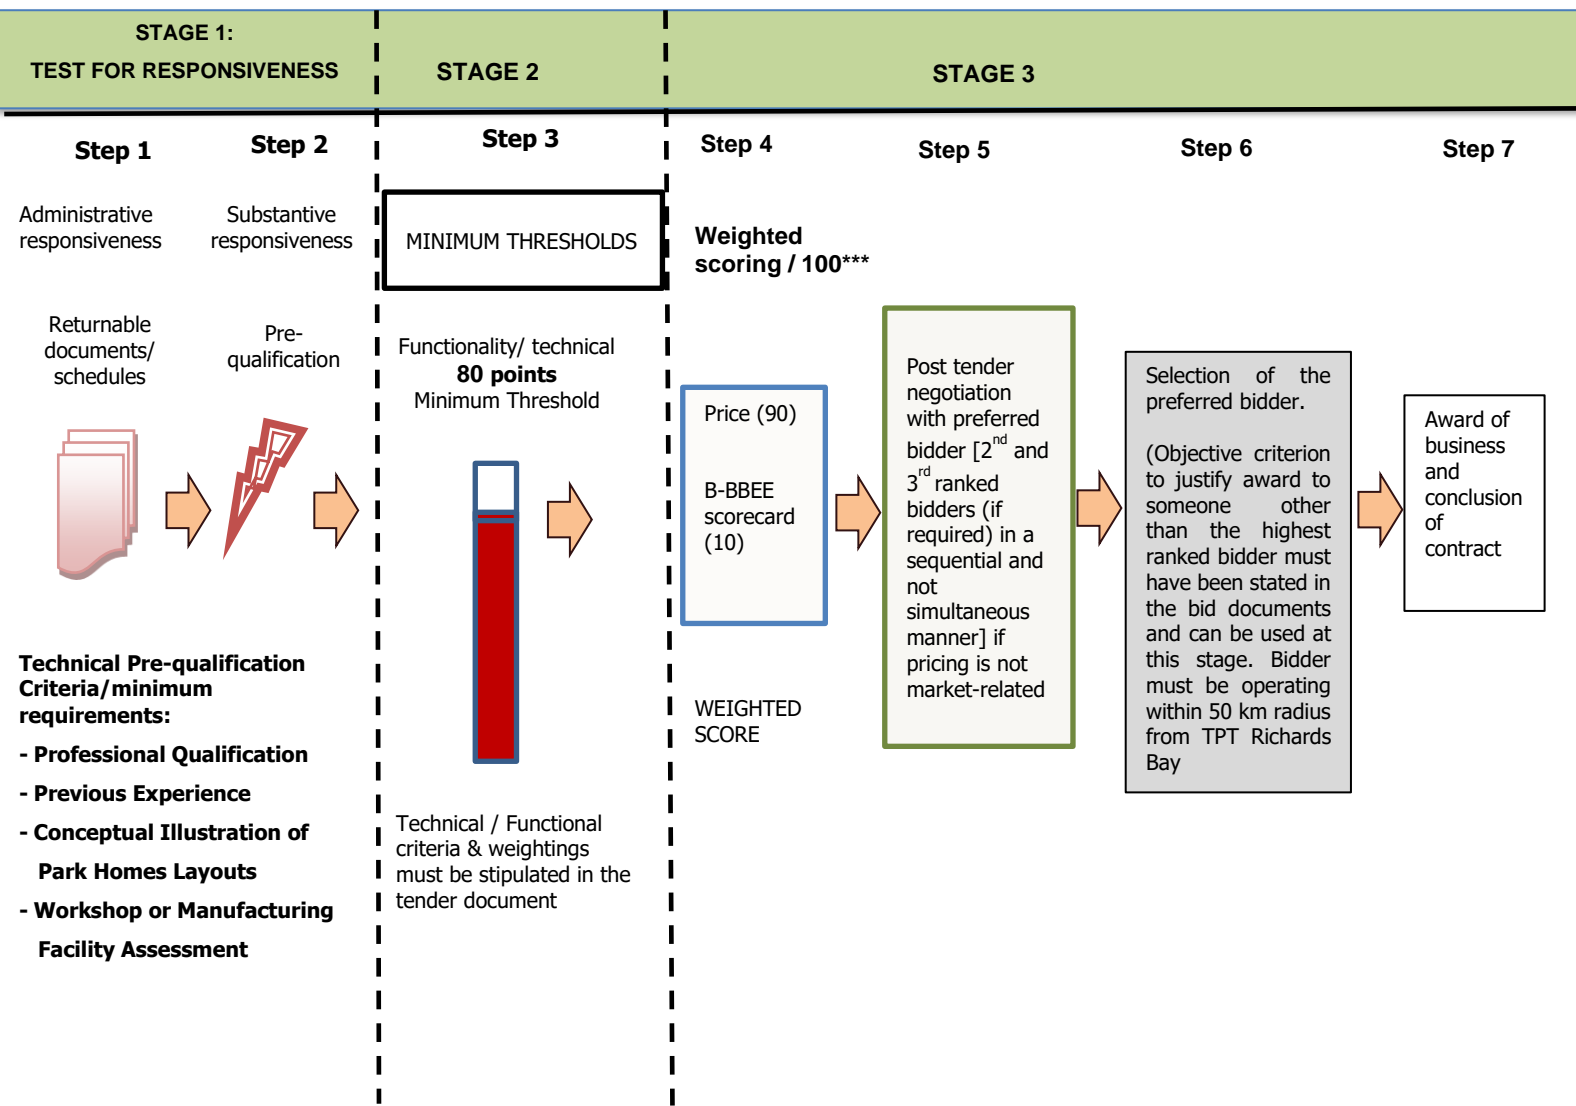 STAGE 1:
TEST FOR RESPONSIVENESS
STAGE 2
STAGE 3
Step 1
Step 2
Step 3
Step 4
Step 5
Step 6
Step 7
Administrative
responsiveness
Substantive
responsiveness
MINIMUM THRESHOLDS
Weighted
scoring / 100***
Returnable
documents/
schedules
Pre-
qualification
Functionality/ technical
80 points
Minimum Threshold
Price (90)
B-BBEE
scorecard
(10)
WEIGHTED
SCORE
Post tender
negotiation
with preferred
bidder [2nd and
3rd ranked
bidders (if
required) in a
sequential and
not
simultaneous
manner] if
pricing is not
market-related
Selection of the
preferred bidder.
(Objective criterion
to justify award to
someone other
than the highest
ranked bidder must
have been stated in
the bid documents
and can be used at
this stage. Bidder
must be operating
within 50 km radius
from TPT Richards
Bay
Award of
business
and
conclusion
of
contract
Technical Pre-qualification
Criteria/minimum
requirements:
- Professional Qualification
- Previous Experience
- Conceptual Illustration of
Park Homes Layouts
- Workshop or Manufacturing
Facility Assessment
Technical / Functional
criteria & weightings
must be stipulated in the
tender document